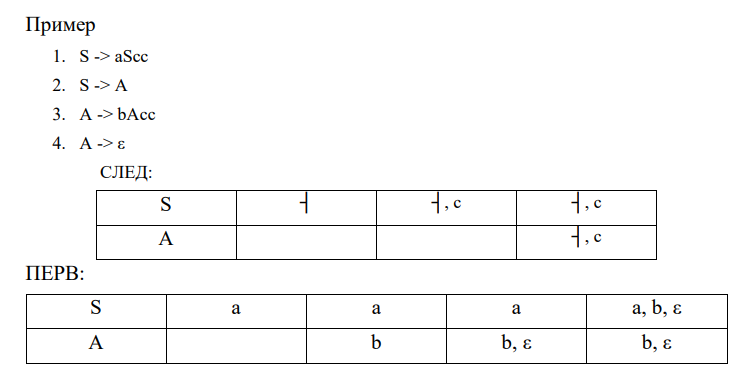 Пример
1. S -> aScc
2. S -> A
3. A -> bAcc
4. A -> ε
СЛЕД:
S ┤ ┤, c ┤, c
A ┤, c
ПЕРВ:
S a a a a, b, ε
A b b, ε b, ε